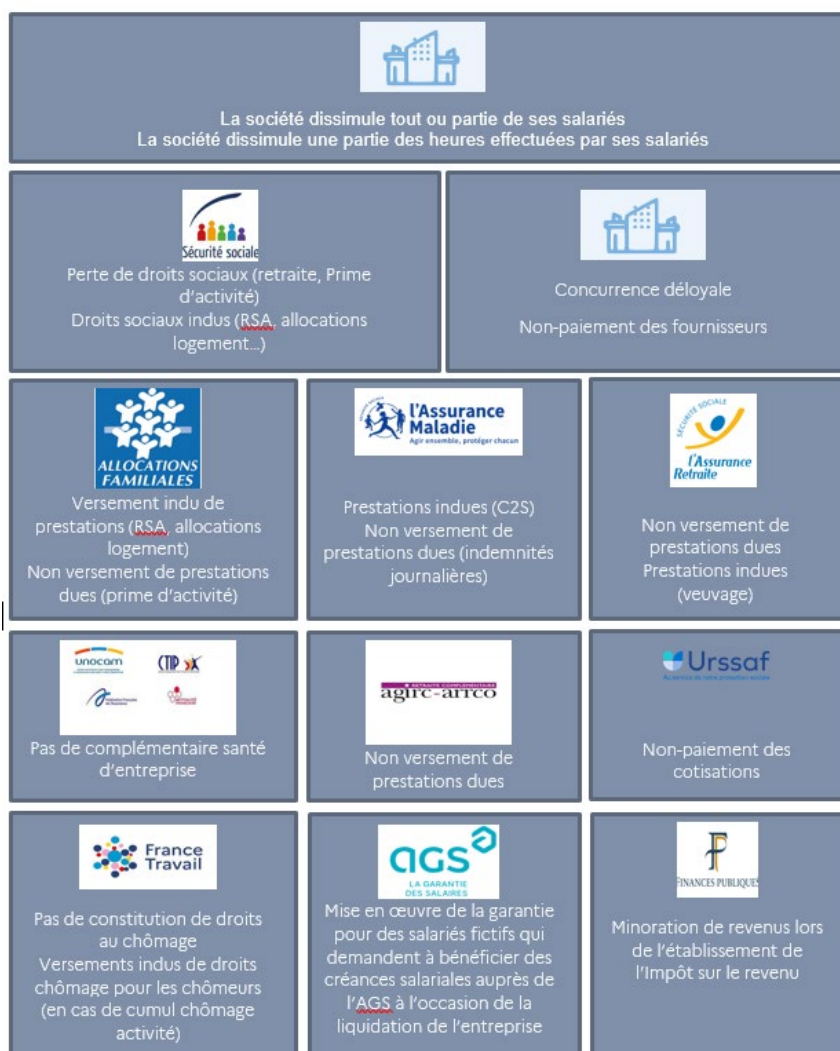 La société dissimule tout ou partie de ses salariés
La société dissimule une partie des heures effectuées par ses salariés
Sécurité sociale
Perte de droits sociaux (retraite, Prime
d'activité)
Droits sociaux indus (RSA, allocations
logement…)
Concurrence déloyale
Non-paiement des fournisseurs
ALLOCATIONS
FAMILIALES
Versement indu de
prestations (RSA, allocations
logement)
Non versement de prestations
dues (prime d'activité)
l'Assurance
Maladie
Agir ensemble, protéger chacun
Prestations indues (C2S)
Non versement de
prestations dues (indemnités
journalières)
SÉCURITÉ SOCIALE
l'Assurance
Retraite
Non versement de
prestations dues
Prestations indues
(veuvage)
unocam
CTIP
Pas de complémentaire santé
d'entreprise
RETRAITE COMPLÉMENTAIRE
agirc-arrco
Non versement de
prestations dues
Urssaf
Au service de notre protection sociale
Non-paiement des
cotisations
France
Travail
Pas de constitution de droits
au chômage
Versements indus de droits
chômage pour les chômeurs
(en cas de cumul chômage
activité)
AGS
LA GARANTIE
DES SALAIRES
Mise en œuvre de la garantie
pour des salariés fictifs qui
demandent à bénéficier des
créances salariales auprès de
l'AGS à l'occasion de la
liquidation de l'entreprise
FINANCES PUBLIQUES
Minoration de revenus lors
de l'établissement de
l'Impôt sur le revenu